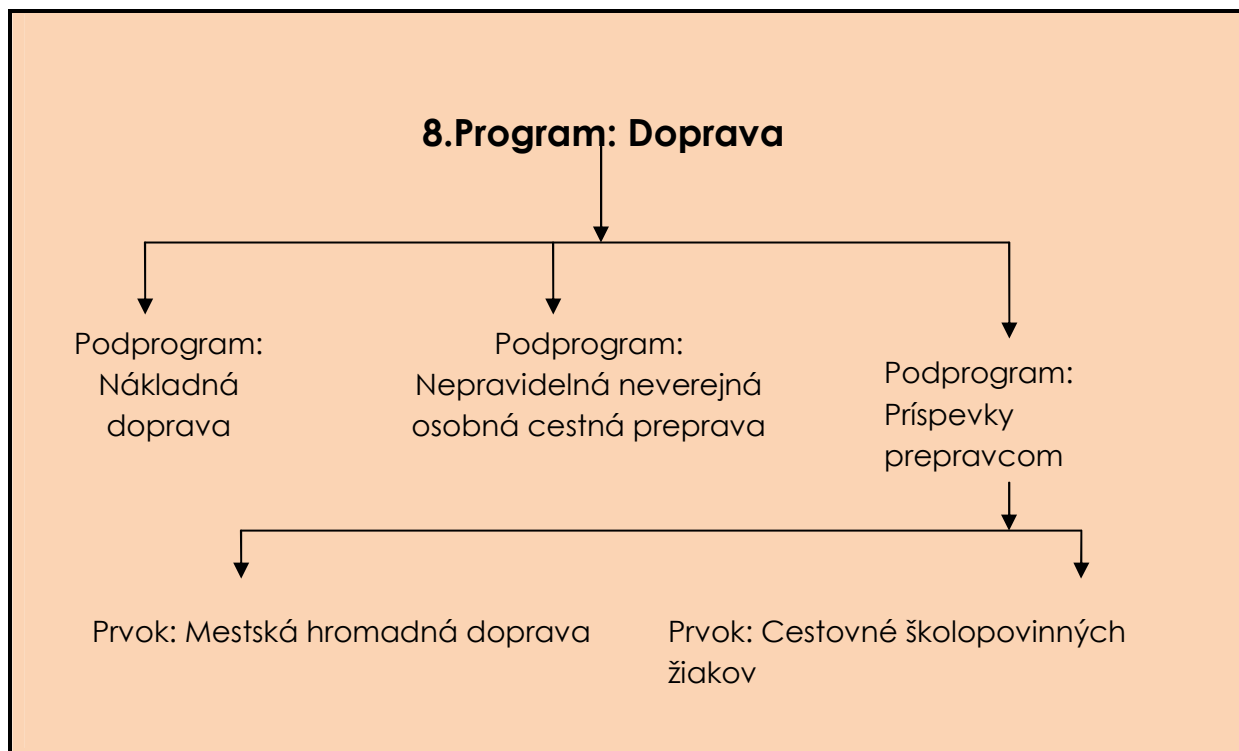 8.Program: Doprava
Podprogram:
Nákladná
doprava
Podprogram:
Nepravidelná neverejná
osobná cestná preprava
Podprogram:
Príspevky
prepravcom
Prvok: Mestská hromadná doprava
Prvok: Cestovné školopovinných
žiakov